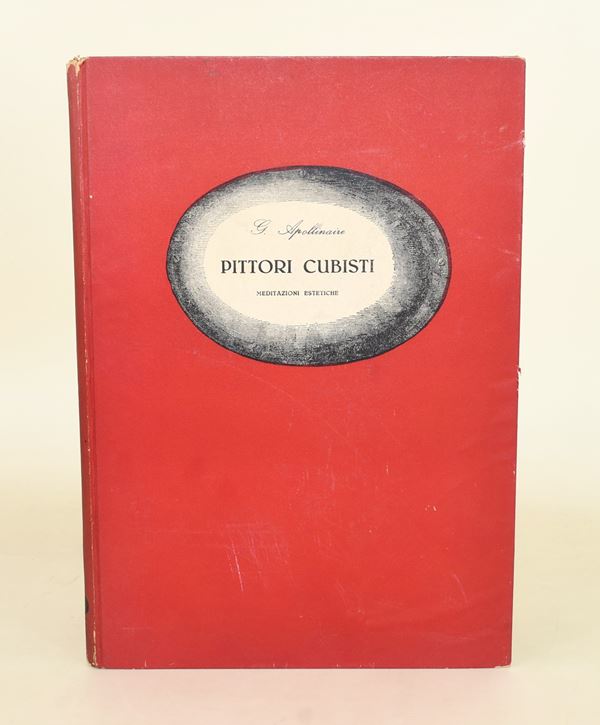 G. Apollinaire
PITTORI CUBISTI
MEDITAZIONI ESTETICHE